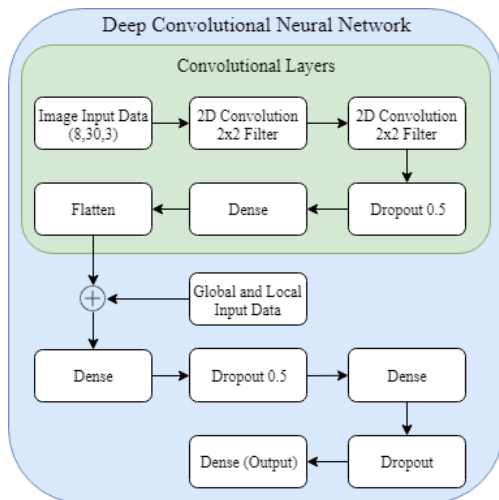 Deep Convolutional Neural Network
Convolutional Layers
Image Input Data
(8,30,3)
2D Convolution
2x2 Filter
2D Convolution
2x2 Filter
Dropout 0.5
Dense
Flatten
Global and Local
Input Data
Dense
Dropout 0.5
Dense
Dropout
Dense (Output)